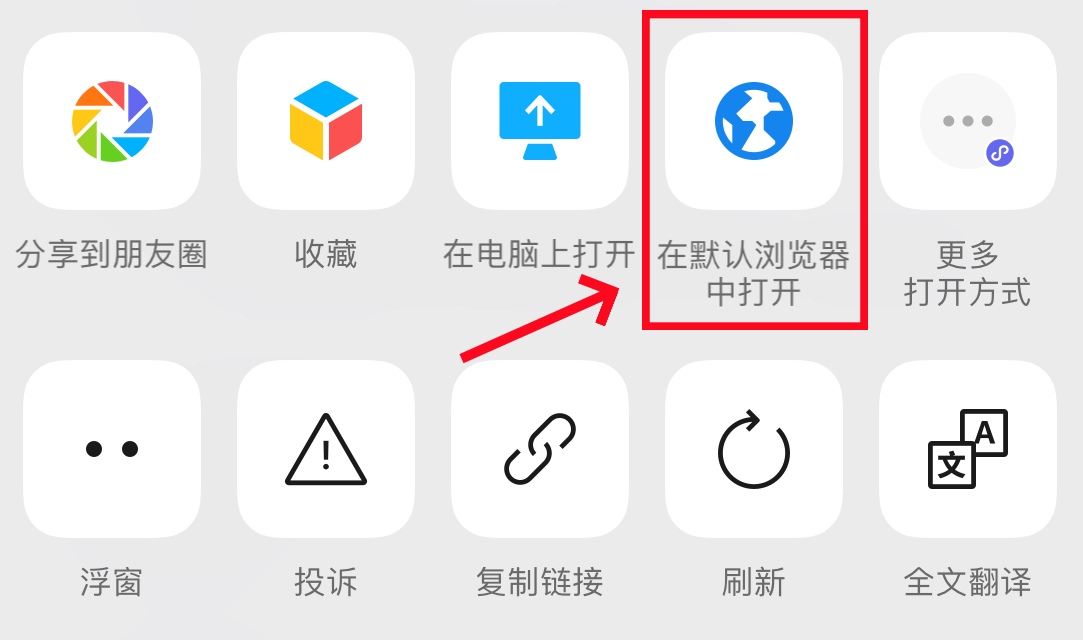 分享到朋友圈
收藏
在电脑上打开
在默认浏览器
中打开
更多
打开方式
文
A
浮窗
投诉
复制链接
刷新
全文翻译